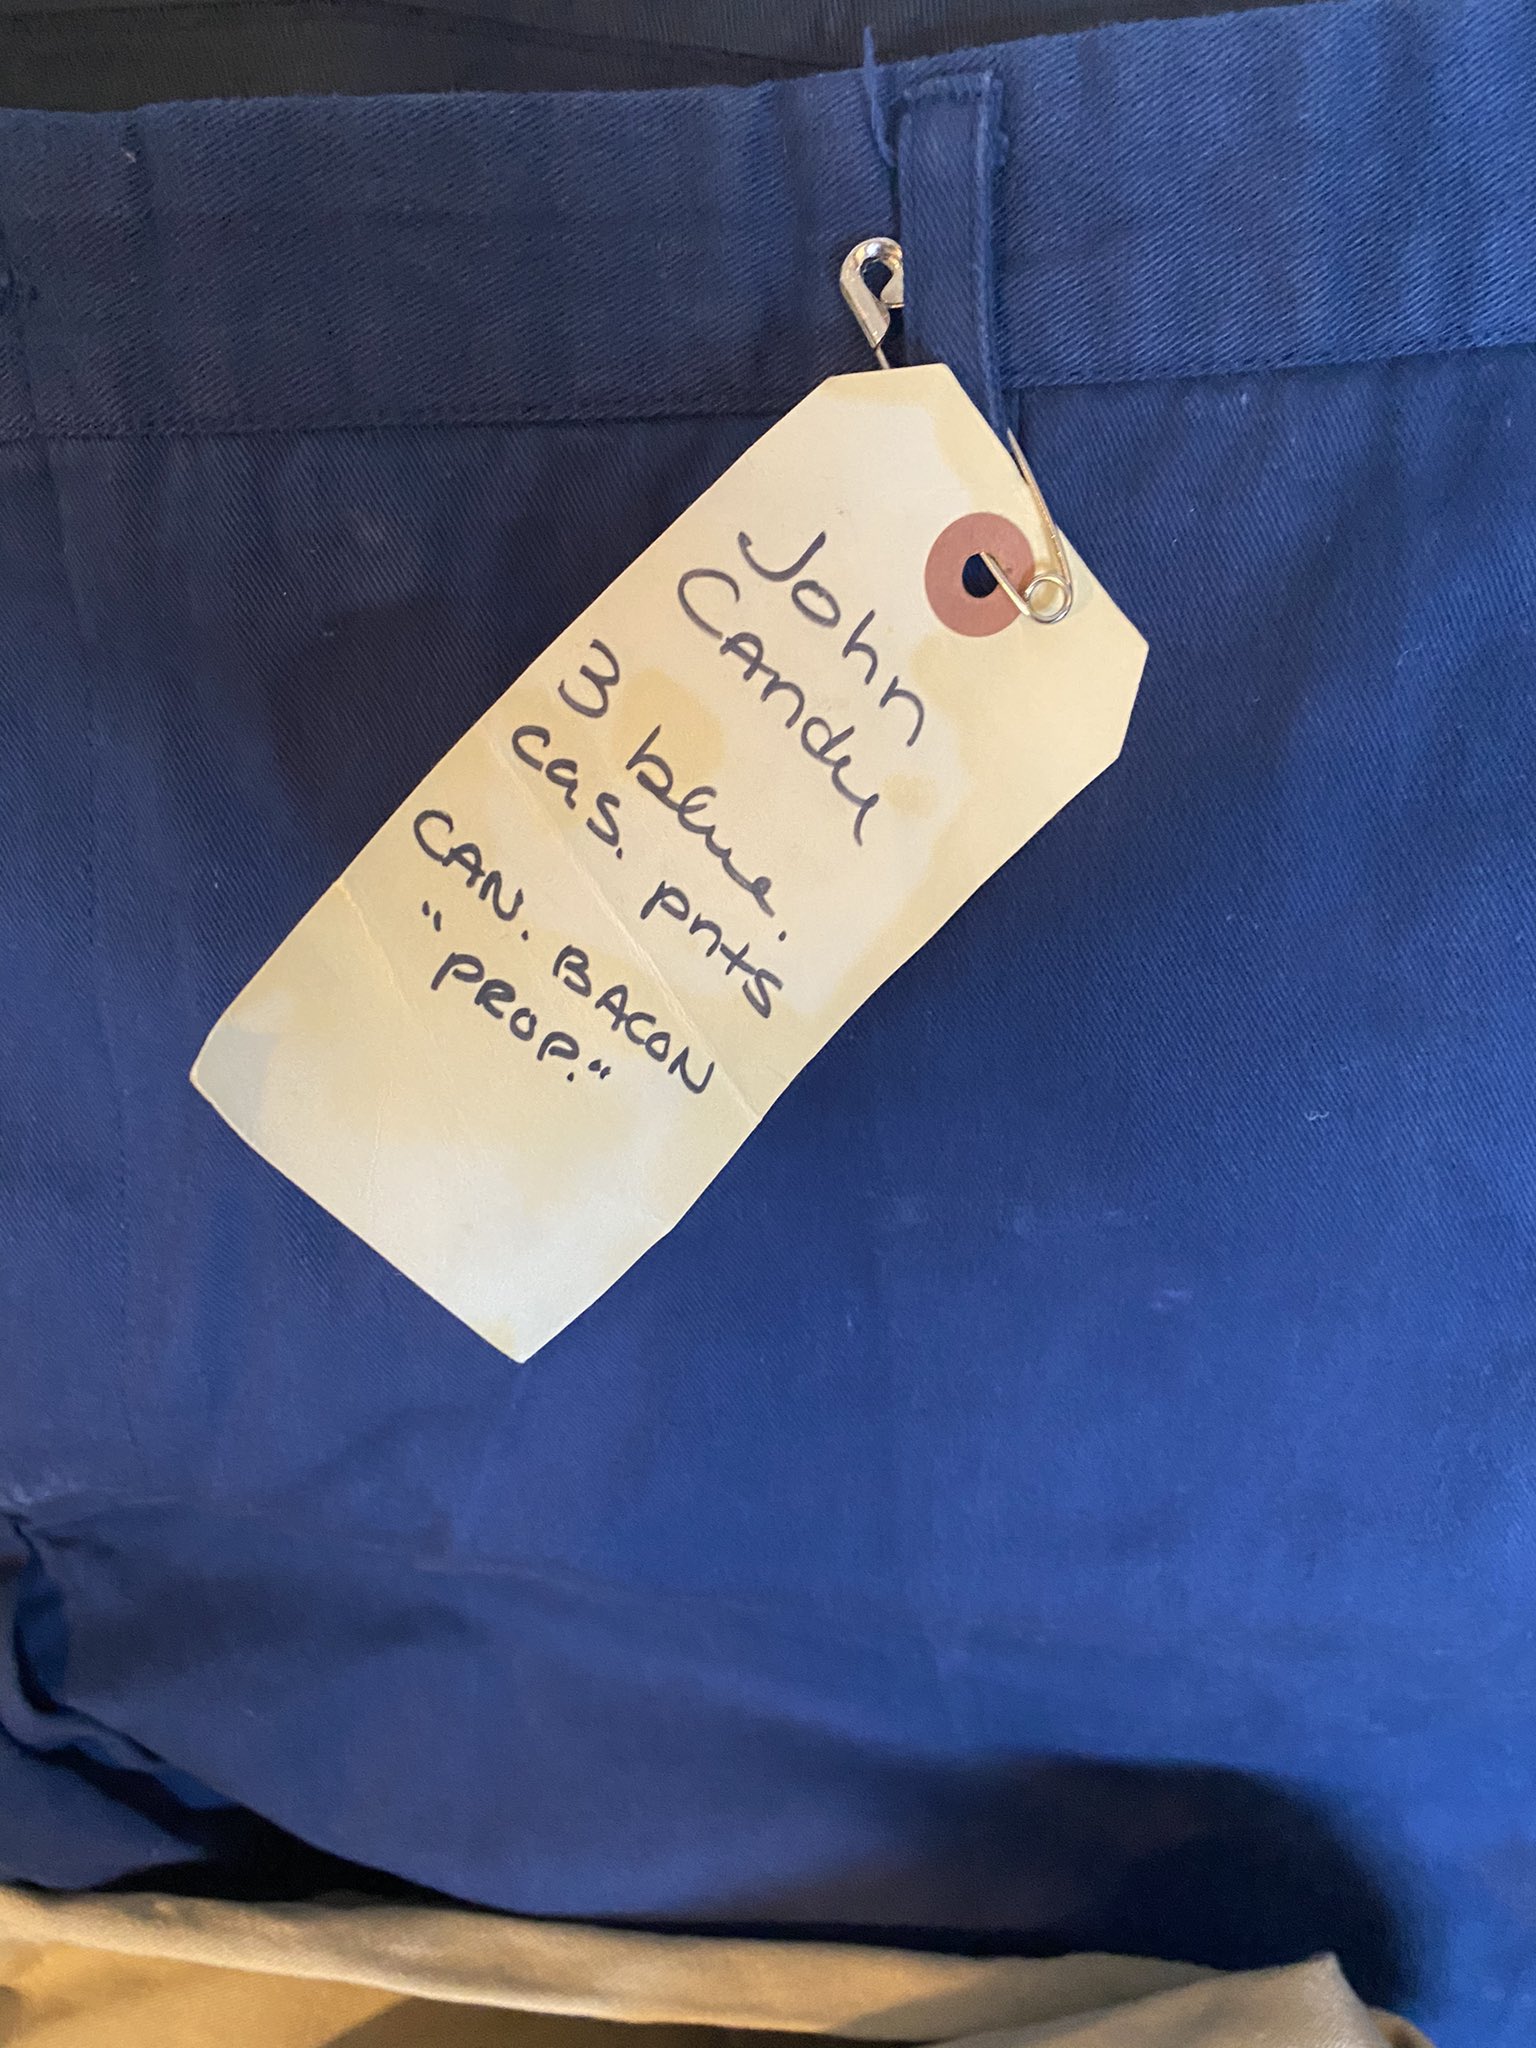 John
Candy
3 blue.
cas. pnts
CAN. BACON
"PROP."